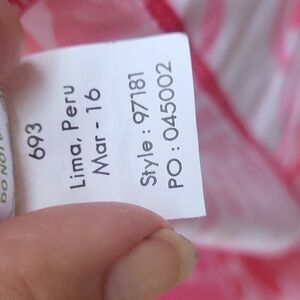 693
Lima, Peru
Mar - 16
Style : 97181
PO : 045002
DO NOT